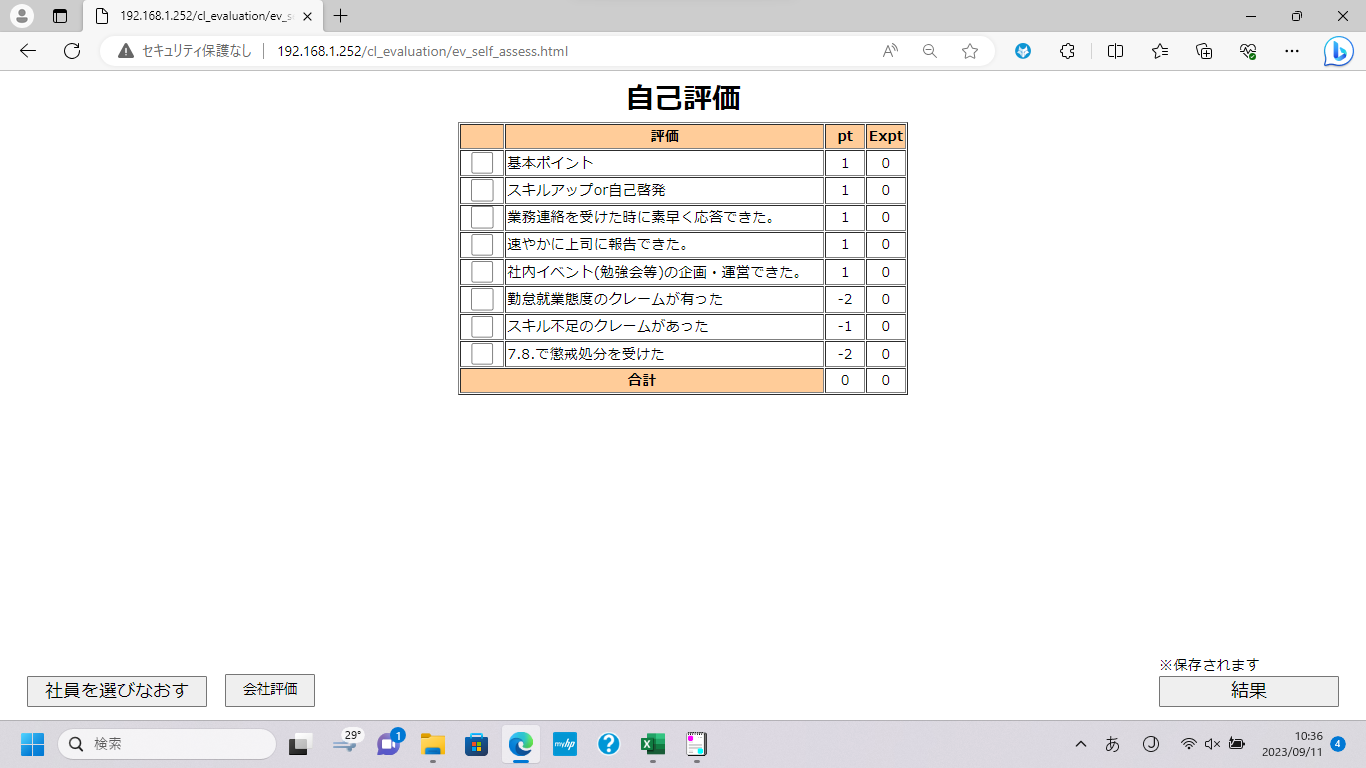 192.168.1.252/cl_evaluation/ev_s
セキュリティ保護なし 192.168.1.252/cl_evaluation/ev_self_assess.html
自己評価
評価 pt Expt
基本ポイント 1 0
スキルアップor自己啓発 1 0
業務連絡を受けた時に素早く応答できた。 1 0
速やかに上司に報告できた。 1 0
社内イベント(勉強会等)の企画・運営できた。 1 0
勤怠就業態度のクレームが有った -2 0
スキル不足のクレームがあった -1 0
7.8.で懲戒処分を受けた -2 0
合計 0 0
※保存されます
社員を選びなおす 会社評価 結果
検索 29° 1 myhp あ 10:36
2023/09/11 4